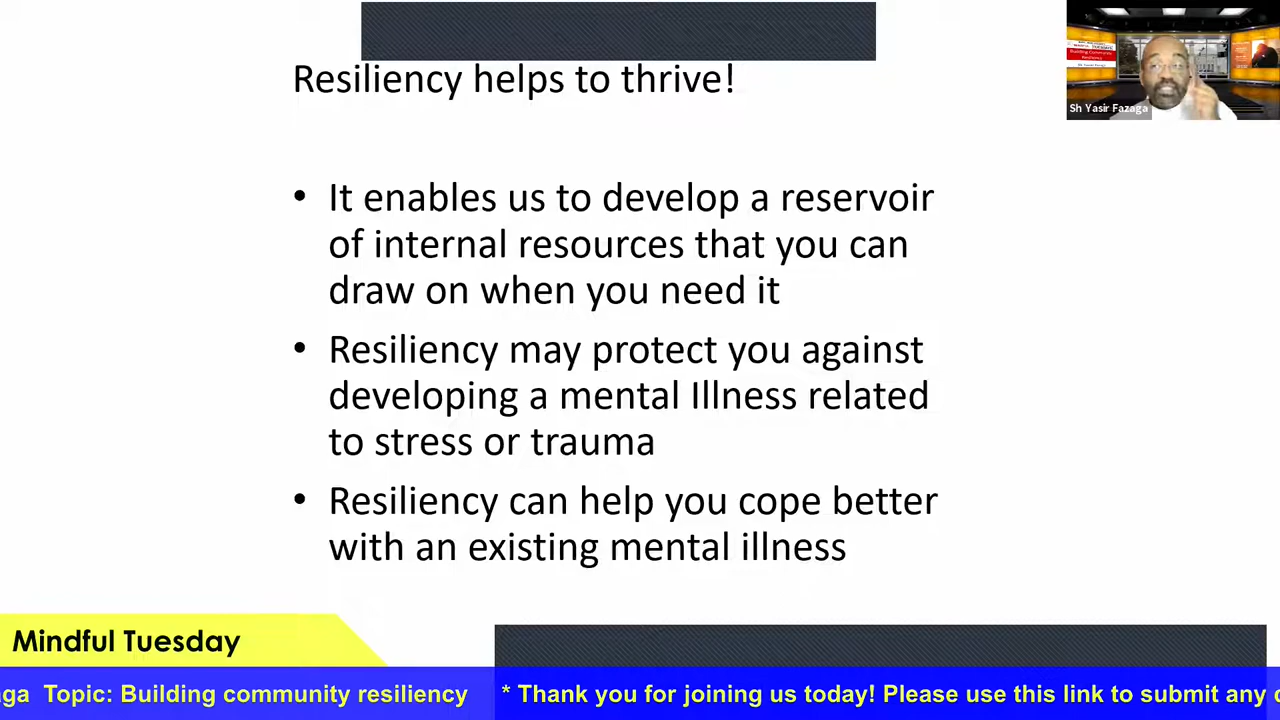 Resiliency helps to thrive!
Sh Yasir Fazaga
• It enables us to develop a reservoir
of internal resources that you can
draw on when you need it
• Resiliency may protect you against
developing a mental Illness related
to stress or trauma
• Resiliency can help you cope better
with an existing mental illness
Mindful Tuesday
aga Topic: Building community resiliency * Thank you for joining us today! Please use this link to submit any